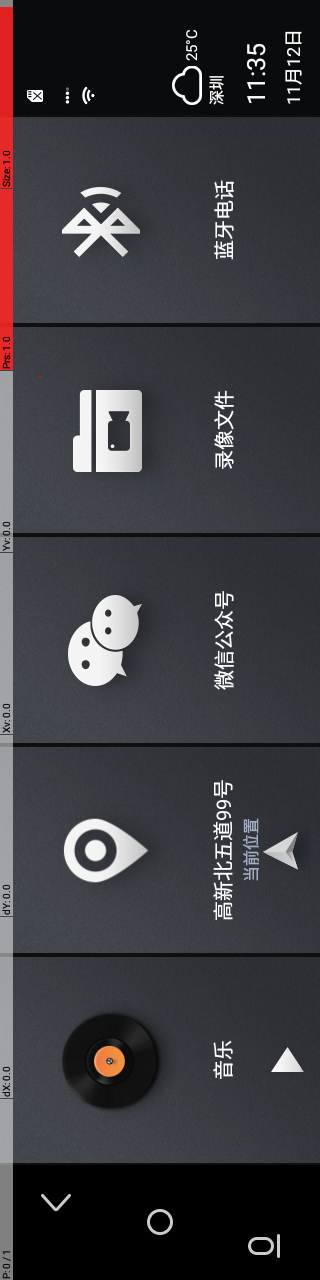 P: 0 / 1
dX: 0.0
dY: 0.0
Xv: 0.0
Yv: 0.0
Prs: 1.0
Size: 1.0
音乐
高新北五道99号
当前位置
微信公众号
录像文件
蓝牙电话
25°C
深圳
11:35
11月12日